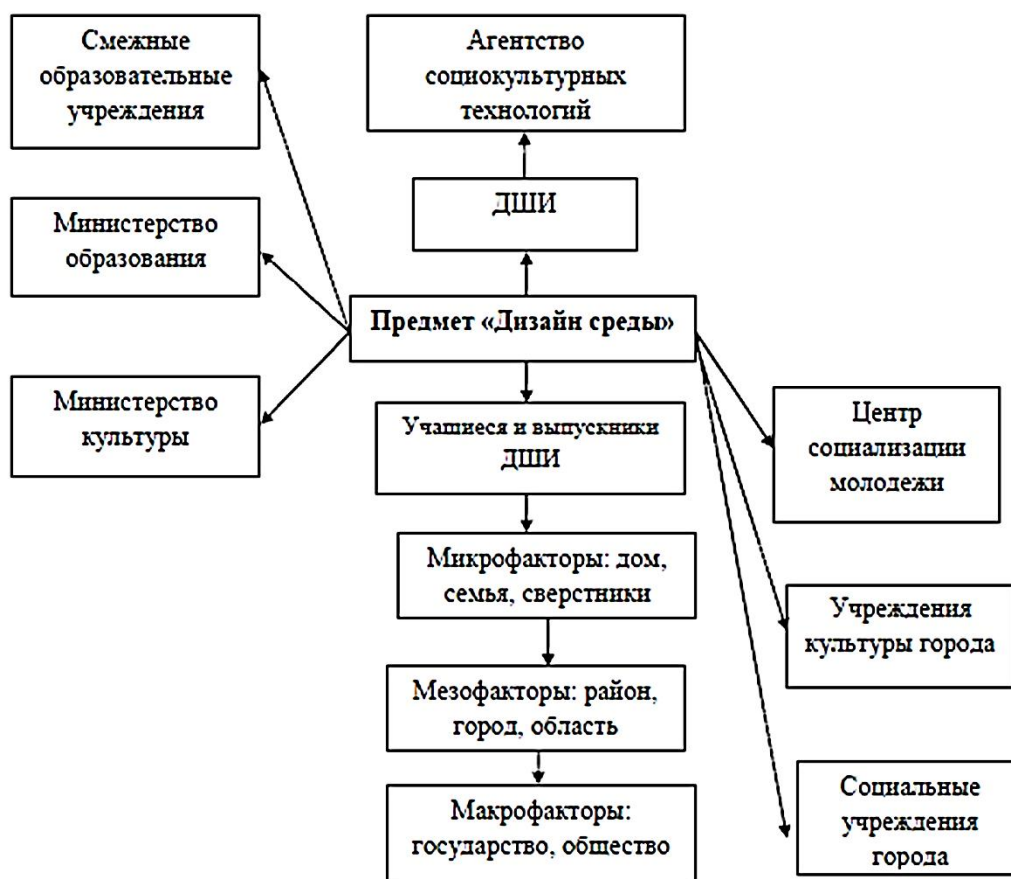 Смежные
образовательные
учреждения
Агентство
социокультурных
технологий
ДШИ
Министерство
образования
Предмет «Дизайн среды»
Министерство
культуры
Учащиеся и выпускники
ДШИ
Центр
социализации
молодежи
Микрофакторы: дом,
семья, сверстники
Учреждения
культуры города
Мезофакторы: район,
город, область
Макрофакторы:
государство, общество
Социальные
учреждения
города